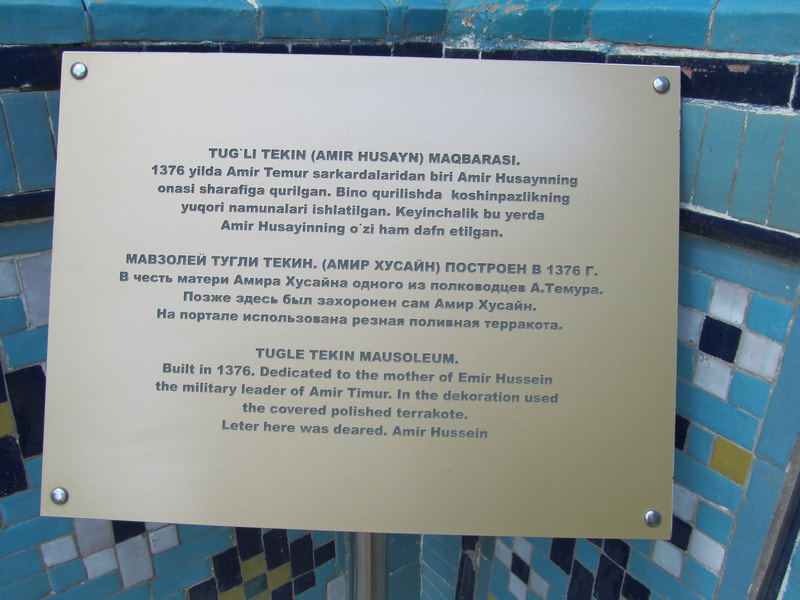 TUG`LI TEKIN (AMIR HUSAYN) MAQBARASI.
1376 yilda Amir Temur sarkardalaridan biri Amir Husaynning
onasi sharafiga qurilgan. Bino qurilishda koshinpazlikning
yuqori namunalari ishlatilgan. Keyinchalik bu yerda
Amir Husayinning o`zi ham dafn etilgan.
МАВЗОЛЕЙ ТУГЛИ ТЕКИН. (АМИР ХУСАЙН) ПОСТРОЕН В 1376 Г.
В честь матери Амира Хусайна одного из полководцев А.Темура.
Позже здесь был захоронен сам Амир Хусайн.
На портале использована резная поливная терракота.
TUGLE TEKIN MAUSOLEUM.
Built in 1376. Dedicated to the mother of Emir Hussein
the military leader of Amir Timur. In the dekoration used
the covered polished terrakote.
Leter here was deared. Amir Hussein